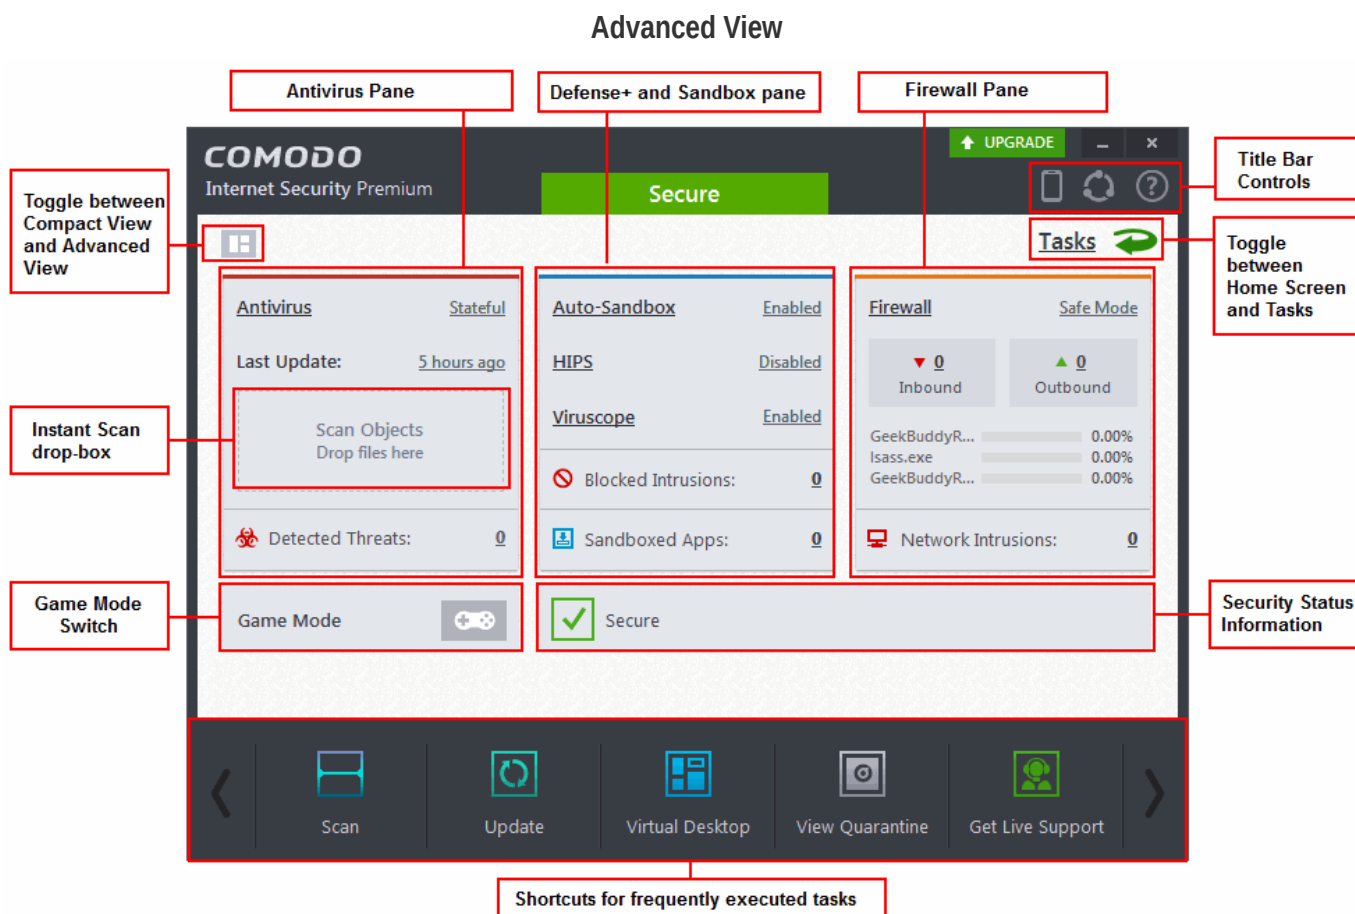 Advanced View
Antivirus Pane
Defense+ and Sandbox pane
Firewall Pane
UPGRADE
COMODO
Internet Security Premium
Secure
Title Bar
Controls
Toggle between
Compact View
and Advanced
View
Tasks
Toggle
between
Home Screen
and Tasks
Antivirus
Stateful
Last Update:
5 hours ago
Scan Objects
Drop files here
Detected Threats:
0
Auto-Sandbox
Enabled
HIPS
Disabled
Viruscope
Enabled
Blocked Intrusions:
0
Sandboxed Apps:
0
Firewall
Safe Mode
0
Inbound
0
Outbound
GeekBuddyR... 0.00%
lsass.exe 0.00%
GeekBuddyR... 0.00%
Network Intrusions:
0
Instant Scan
drop-box
Game Mode
Switch
Game Mode
Secure
Security Status
Information
Scan
Update
Virtual Desktop
View Quarantine
Get Live Support
Shortcuts for frequently executed tasks